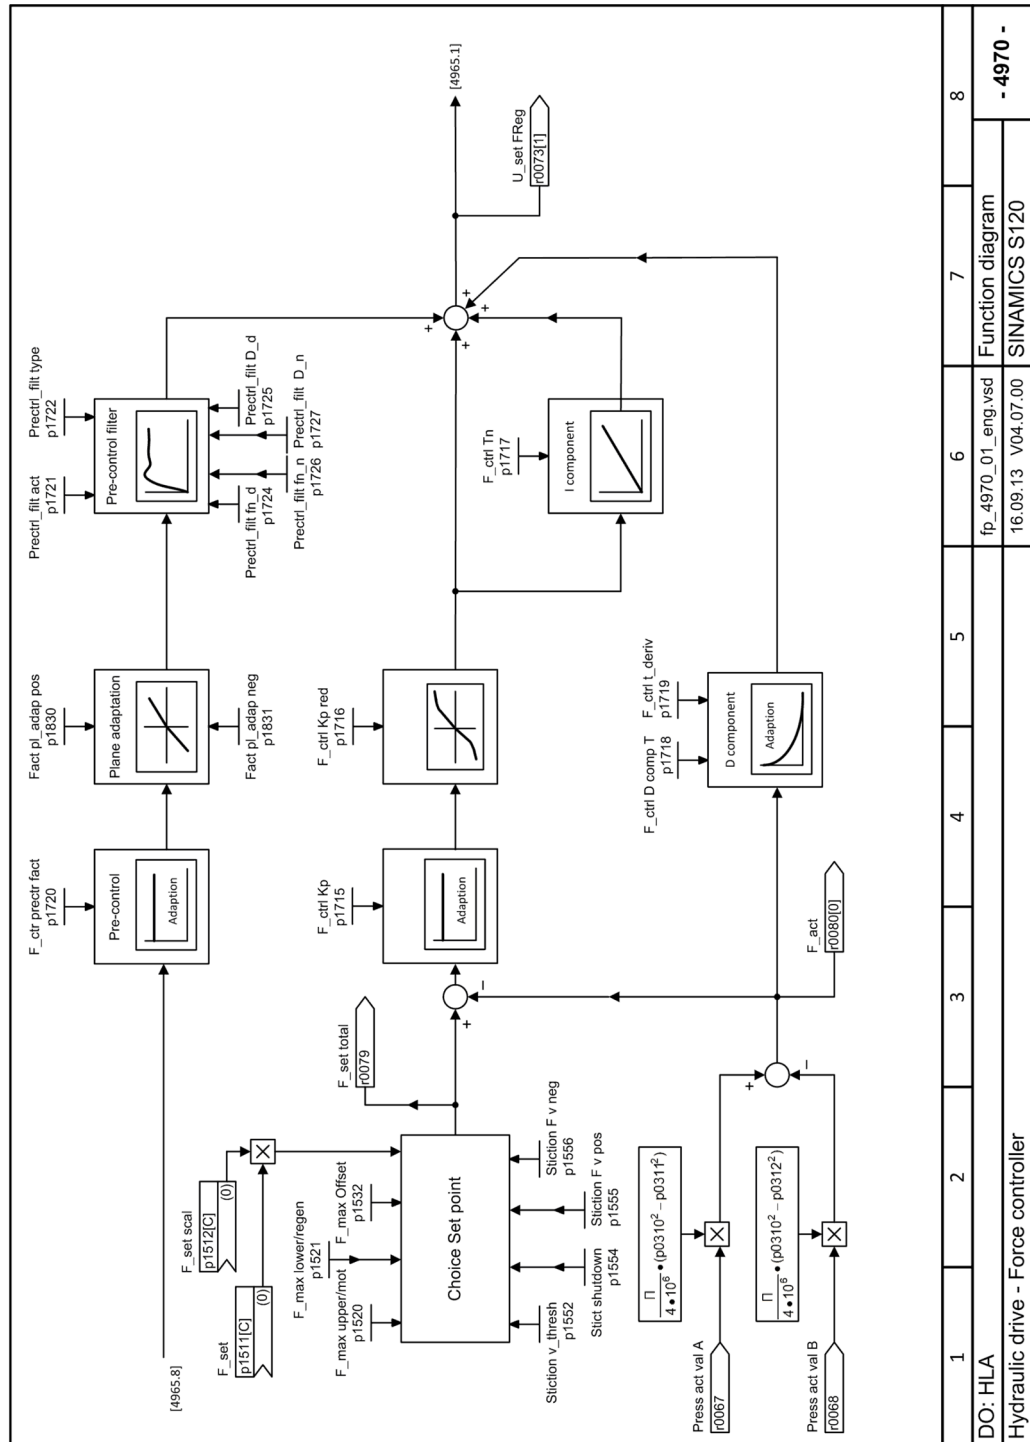 [4965.8]
F_set
p1511[C]
(0)
F_set scal
p1512[C]
(0)
F_ctr prectr fact
p1720
Pre-control
Adaption
Fact pl_adap pos
p1830
Plane adaptation
Fact pl_adap neg
p1831
Prectrl_filt act
p1721
Prectrl_filt type
p1722
Pre-control filter
Prectrl_filt fn_d
p1724
Prectrl_filt fn_n
p1726
Prectrl_filt D_n
p1727
Prectrl_filt D_d
p1725
F_max upper/mot
p1520
F_max lower/regen
p1521
F_max Offset
p1532
Choice Set point
Stiction v_thresh
p1552
Stict shutdown
p1554
Stiction F v pos
p1555
Stiction F v neg
p1556
F_set total
r0079
+
−
F_ctrl Kp
p1715
Adaption
F_ctrl Kp red
p1716
F_ctrl Tn
p1717
I component
+
+
+
+
U_set FReg
r0073[1]
[4965.1]
Press act val A
r0067
Π
4•10⁶
•(p0310² − p0311²)
Press act val B
r0068
Π
4•10⁶
•(p0310² − p0312²)
+
−
F_act
r0080[0]
F_ctrl D comp T
p1718
F_ctrl t_deriv
p1719
D component
Adaption
1 2 3 4 5 6 7 8
DO: HLA
fp_4970_01_eng.vsd
Function diagram
- 4970 -
Hydraulic drive - Force controller
16.09.13 V04.07.00
SINAMICS S120